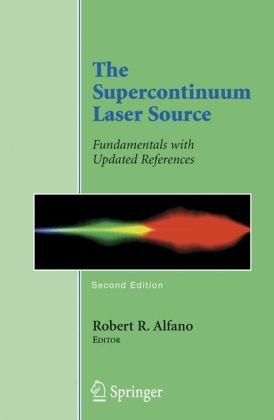 The
Supercontinuum
Laser Source
Fundamentals with
Updated References
Second Edition
Robert R. Alfano
EDITOR
Springer